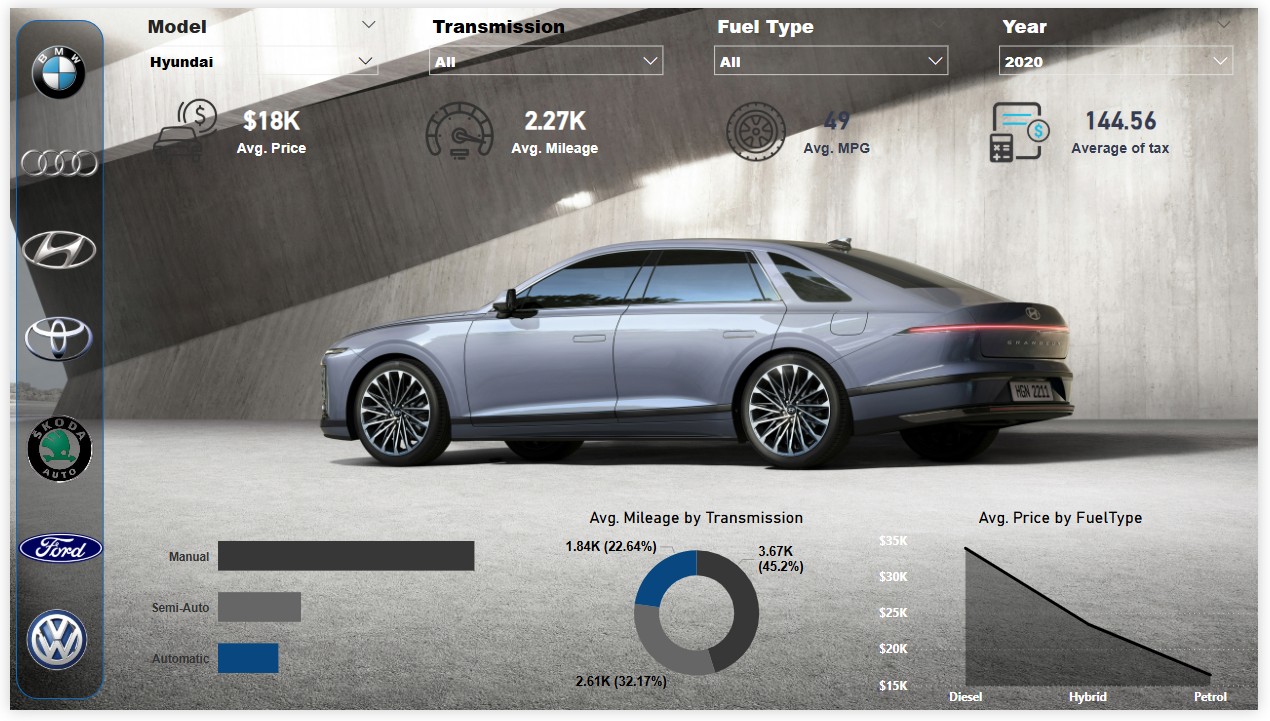 Model
Transmission
Fuel Type
Year
Hyundai
All
All
2020
$18K
Avg. Price
2.27K
Avg. Mileage
49
Avg. MPG
144.56
Average of tax
BMW
SKODA
AUTO
Ford
HGN 2211
Manual
Semi-Auto
Automatic
Avg. Mileage by Transmission
1.84K (22.64%)
3.67K
(45.2%)
2.61K (32.17%)
Avg. Price by FuelType
$35K
$30K
$25K
$20K
$15K
Diesel
Hybrid
Petrol